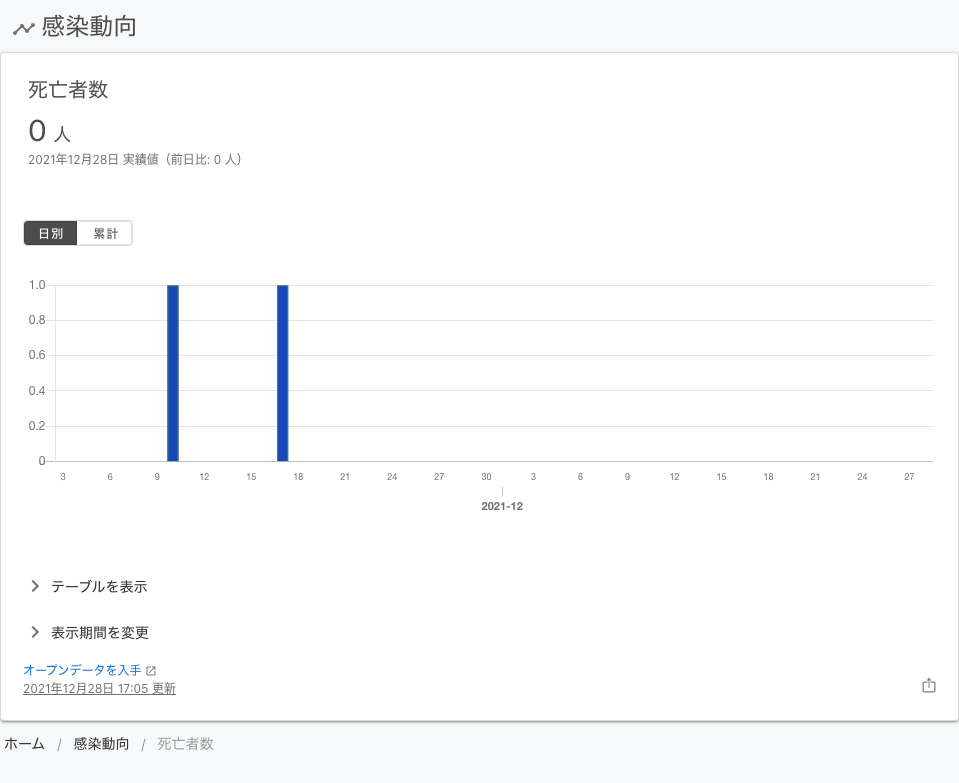 感染動向
死亡者数
0 人
2021年12月28日 実績値（前日比: 0 人）
日別 累計
1.0
0.8
0.6
0.4
0.2
0
3 6 9 12 15 18 21 24 27 30 3 6 9 12 15 18 21 24 27
2021-12
テーブルを表示
表示期間を変更
オープンデータを入手
2021年12月28日 17:05 更新
ホーム / 感染動向 / 死亡者数